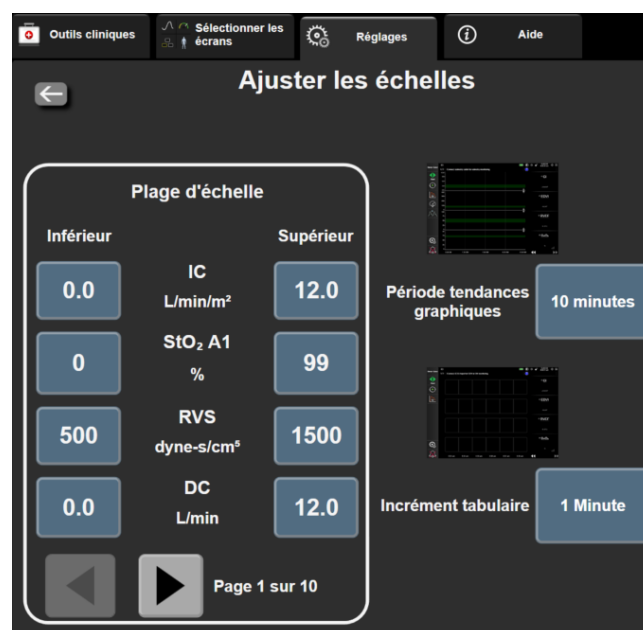 Outils cliniques
Sélectionner les
écrans
Réglages
Aide
Ajuster les échelles
Plage d'échelle
Inférieur
Supérieur
0.0
IC
L/min/m²
12.0
0
StO₂ A1
%
99
500
RVS
dyne-s/cm⁵
1500
0.0
DC
L/min
12.0
Page 1 sur 10
Période tendances
graphiques
10 minutes
Incrément tabulaire
1 Minute